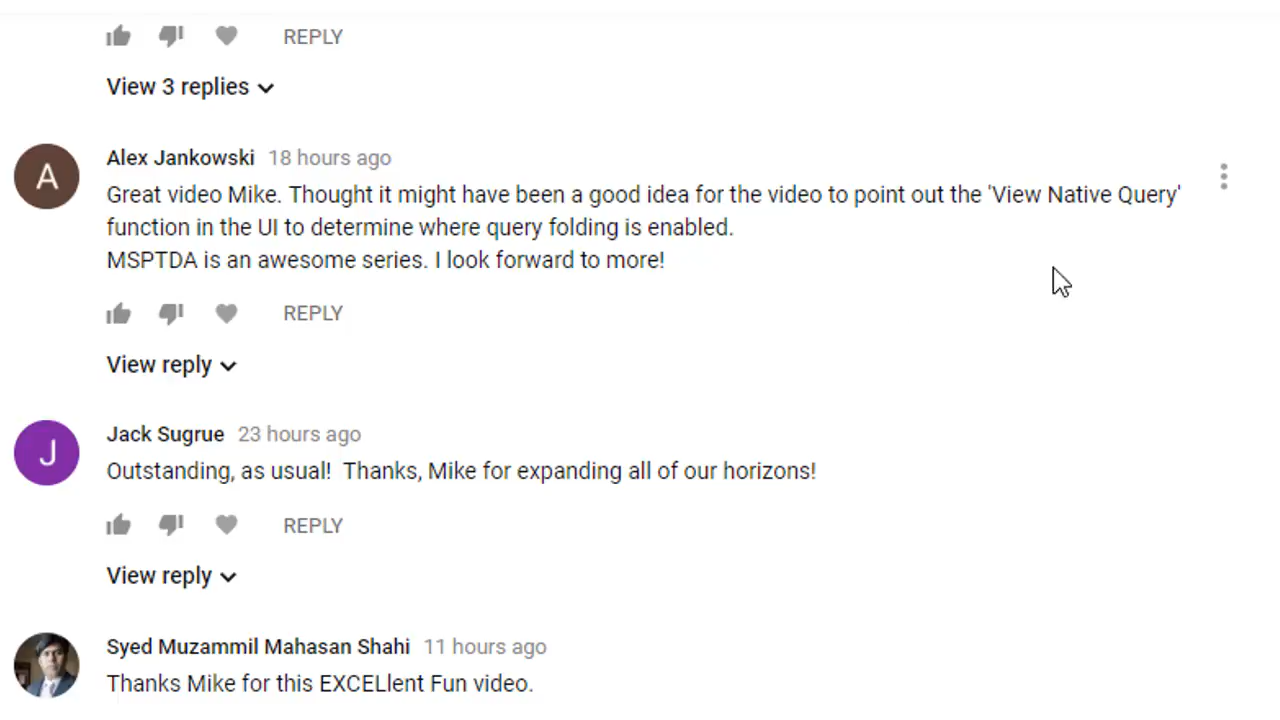 REPLY
View 3 replies
A
Alex Jankowski 18 hours ago
Great video Mike. Thought it might have been a good idea for the video to point out the 'View Native Query'
function in the UI to determine where query folding is enabled.
MSPTDA is an awesome series. I look forward to more!
REPLY
View reply
J
Jack Sugrue 23 hours ago
Outstanding, as usual!  Thanks, Mike for expanding all of our horizons!
REPLY
View reply
Syed Muzammil Mahasan Shahi 11 hours ago
Thanks Mike for this EXCELlent Fun video.